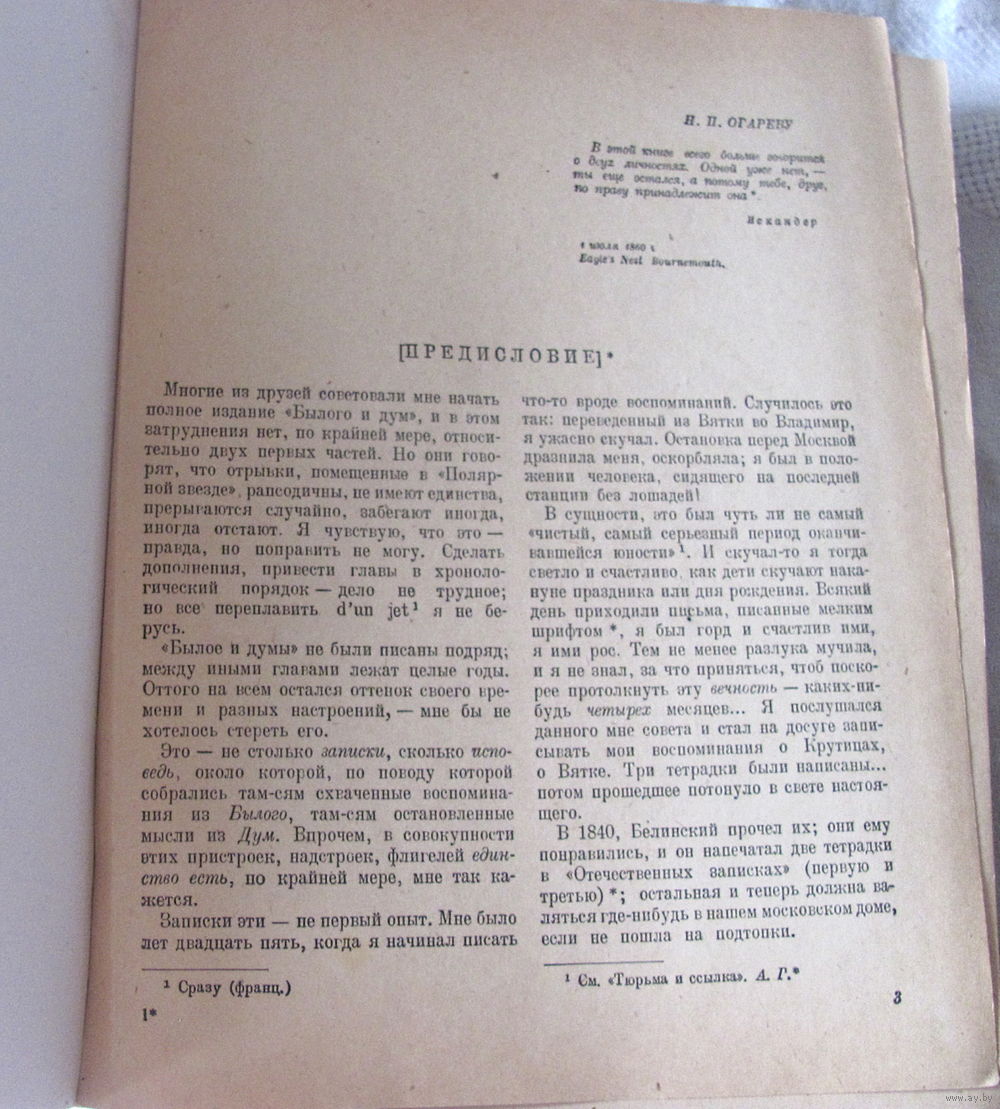 Н. П. ОГАРЕВУ
В этой книге всего больше говорится
о двух личностях. Одной уже нет, —
ты еще остался, а потому тебе, друг,
по праву принадлежит она*.
Искандер
1 июля 1860 г.
Eagle's Nest Bournemouth.
[ПРЕДИСЛОВИЕ]*
Многие из друзей советовали мне начать
полное издание «Былого и дум», и в этом
затруднения нет, по крайней мере, относи-
тельно двух первых частей. Но они гово-
рят, что отрывки, помещенные в «Поляр-
ной звезде», рапсодичны, не имеют единства,
прерываются случайно, забегают иногда,
иногда отстают. Я чувствую, что это —
правда, но поправить не могу. Сделать
дополнения, привести главы в хроноло-
гический порядок — дело не трудное;
но все переплавить d'un jet¹ я не бе-
русь.
«Былое и думы» не были писаны подряд;
между иными главами лежат целые годы.
Оттого на всем остался оттенок своего вре-
мени и разных настроений, — мне бы не
хотелось стереть его.
Это — не столько записки, сколько испо-
ведь, около которой, по поводу которой
собрались там-сям схваченные воспомина-
ния из Былого, там-сям остановленные
мысли из Дум. Впрочем, в совокупности
этих пристроек, надстроек, флигелей един-
ство есть, по крайней мере, мне так ка-
жется.
Записки эти — не первый опыт. Мне было
лет двадцать пять, когда я начинал писать
¹ Сразу (франц.)
1*
что-то вроде воспоминаний. Случилось это
так: переведенный из Вятки во Владимир,
я ужасно скучал. Остановка перед Москвой
дразнила меня, оскорбляла; я был в поло-
жении человека, сидящего на последней
станции без лошадей!
В сущности, это был чуть ли не самый
«чистый, самый серьезный период оканчи-
вавшейся юности»¹. И скучал-то я тогда
светло и счастливо, как дети скучают нака-
нуне праздника или дня рождения. Всякий
день приходили письма, писанные мелким
шрифтом*, я был горд и счастлив ими,
я ими рос. Тем не менее разлука мучила,
и я не знал, за что приняться, чтоб поско-
рее протолкнуть эту вечность — каких-ни-
будь четырех месяцев... Я послушался
данного мне совета и стал на досуге запи-
сывать мои воспоминания о Крутицах,
о Вятке. Три тетрадки были написаны...
потом прошедшее потонуло в свете настоя-
щего.
В 1840, Белинский прочел их; они ему
понравились, и он напечатал две тетрадки
в «Отечественных записках» (первую и
третью)*; остальная и теперь должна ва-
ляться где-нибудь в нашем московском доме,
если не пошла на подтопки.
¹ См. «Тюрьма и ссылка». А. Г.*
3
www.ay.by